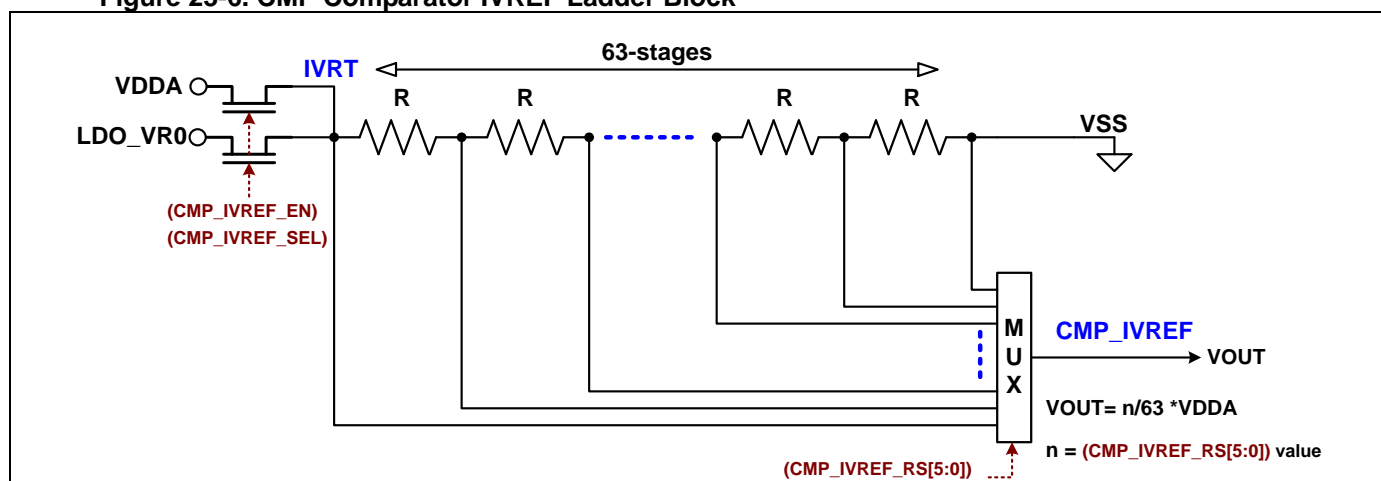 Figure 25-6. CMP Comparator IVREF Ladder Block
63-stages
IVRT
VDDA
R
R
R
R
LDO_VR0
VSS
(CMP_IVREF_EN)
(CMP_IVREF_SEL)
M
U
X
CMP_IVREF
VOUT
VOUT= n/63 *VDDA
n = (CMP_IVREF_RS[5:0]) value
(CMP_IVREF_RS[5:0])